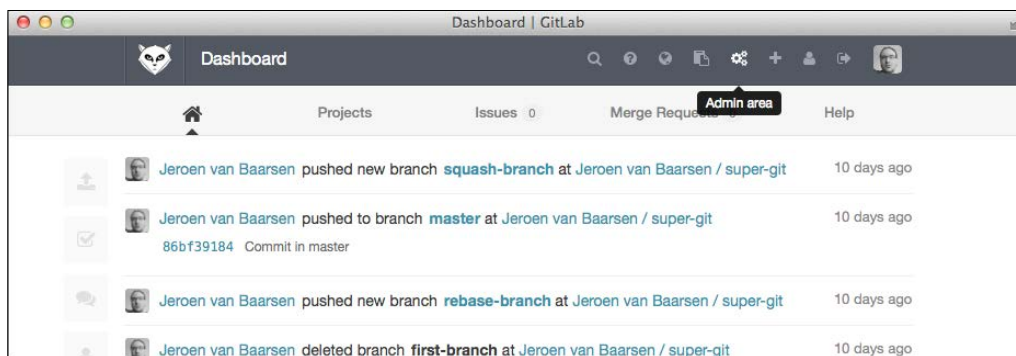 Dashboard | GitLab
Dashboard
Admin area
Projects
Issues 0
Merge Requests
Help
Jeroen van Baarsen pushed new branch squash-branch at Jeroen van Baarsen / super-git 10 days ago
Jeroen van Baarsen pushed to branch master at Jeroen van Baarsen / super-git 10 days ago
86bf39184 Commit in master
Jeroen van Baarsen pushed new branch rebase-branch at Jeroen van Baarsen / super-git 10 days ago
Jeroen van Baarsen deleted branch first-branch at Jeroen van Baarsen / super-git 10 days ago